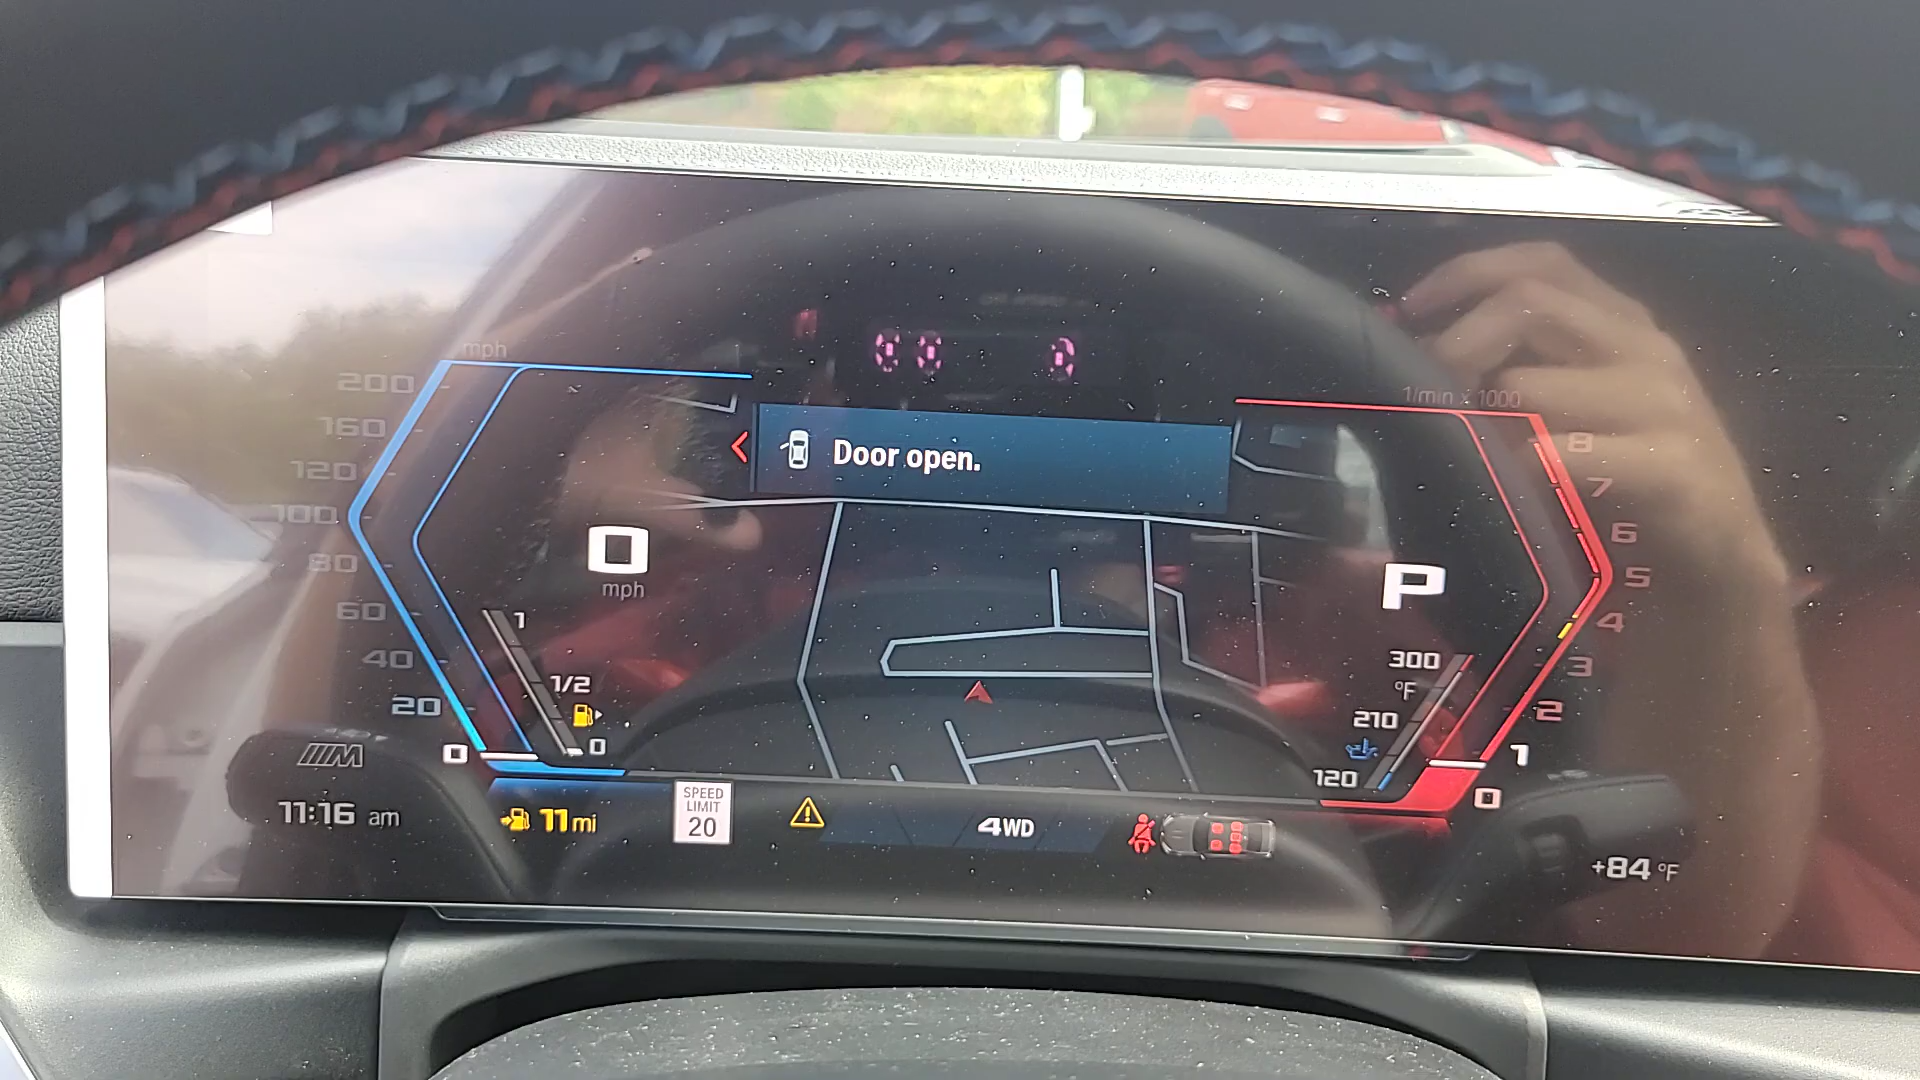 mph
200
160
120
100
80
60
40
20
0
Door open.
0
mph
1
1/2
0
P
1/min x 1000
8
7
6
5
4
3
2
1
0
300
°F
210
120
M
11:16 am
11 mi
SPEED
LIMIT
20
4WD
+84 °F